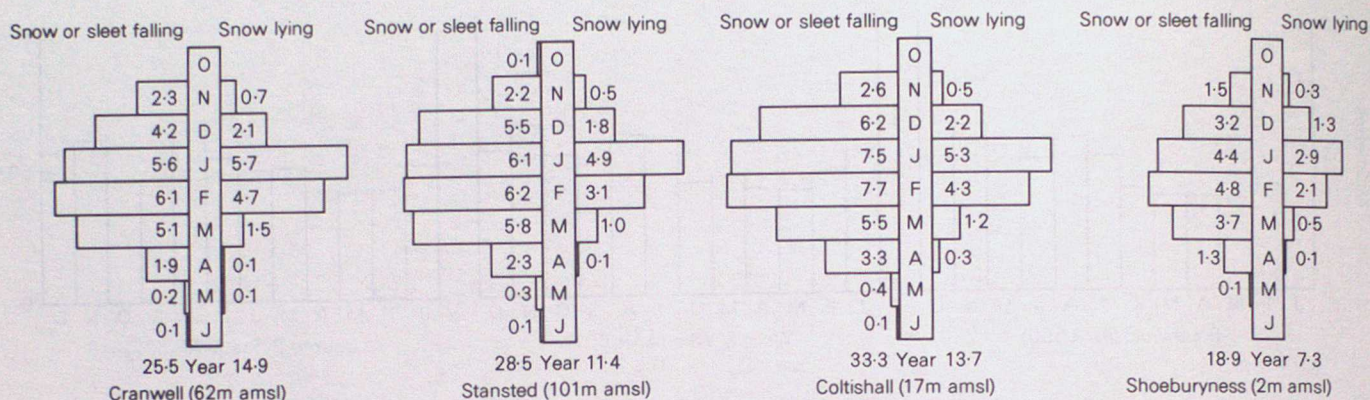 Snow or sleet falling Snow lying
O
2·3 N 0·7
4·2 D 2·1
5·6 J 5·7
6·1 F 4·7
5·1 M 1·5
1·9 A 0·1
0·2 M 0·1
0·1 J
25·5 Year 14·9
Cranwell (62m amsl)
Snow or sleet falling Snow lying
0·1 O
2·2 N 0·5
5·5 D 1·8
6·1 J 4·9
6·2 F 3·1
5·8 M 1·0
2·3 A 0·1
0·3 M
0·1 J
28·5 Year 11·4
Stansted (101m amsl)
Snow or sleet falling Snow lying
O
2·6 N 0·5
6·2 D 2·2
7·5 J 5·3
7·7 F 4·3
5·5 M 1·2
3·3 A 0·3
0·4 M
0·1 J
33·3 Year 13·7
Coltishall (17m amsl)
Snow or sleet falling Snow lying
O
1·5 N 0·3
3·2 D 1·3
4·4 J 2·9
4·8 F 2·1
3·7 M 0·5
1·3 A 0·1
0·1 M
J
18·9 Year 7·3
Shoeburyness (2m amsl)